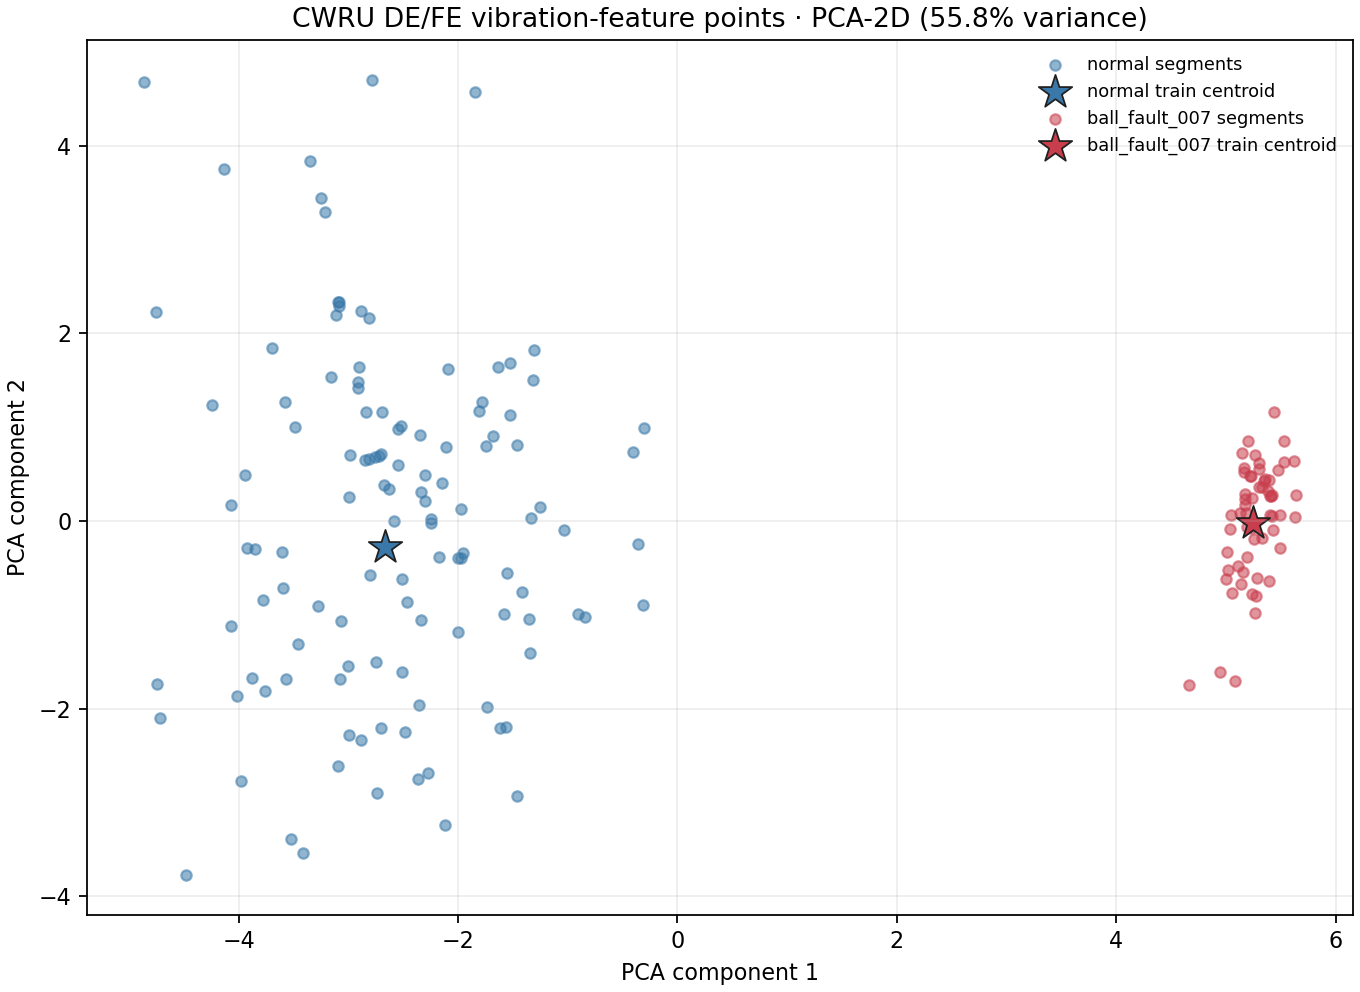 CWRU DE/FE vibration-feature points · PCA-2D (55.8% variance)
normal segments
normal train centroid
ball_fault_007 segments
ball_fault_007 train centroid
PCA component 2
4
2
0
−2
−4
−4
−2
0
2
4
6
PCA component 1